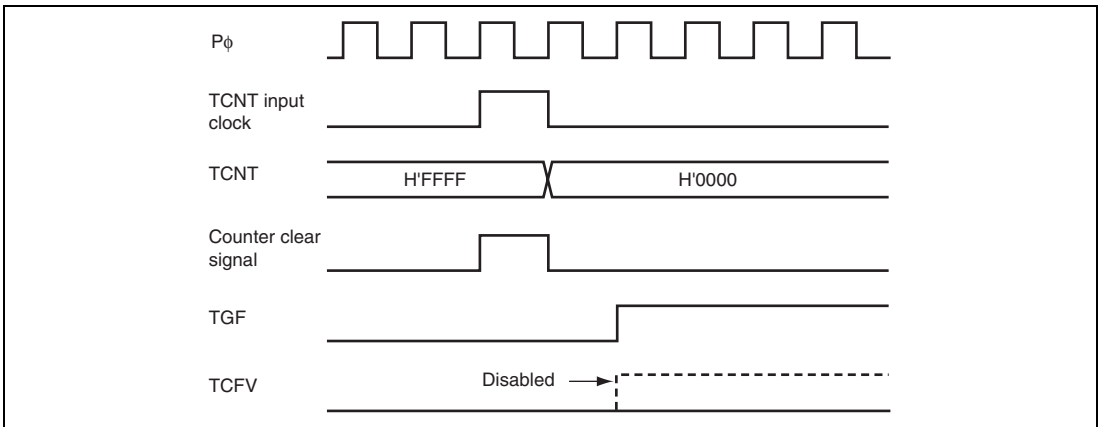 Pϕ
TCNT input
clock
TCNT
H'FFFF
H'0000
Counter clear
signal
TGF
TCFV
Disabled